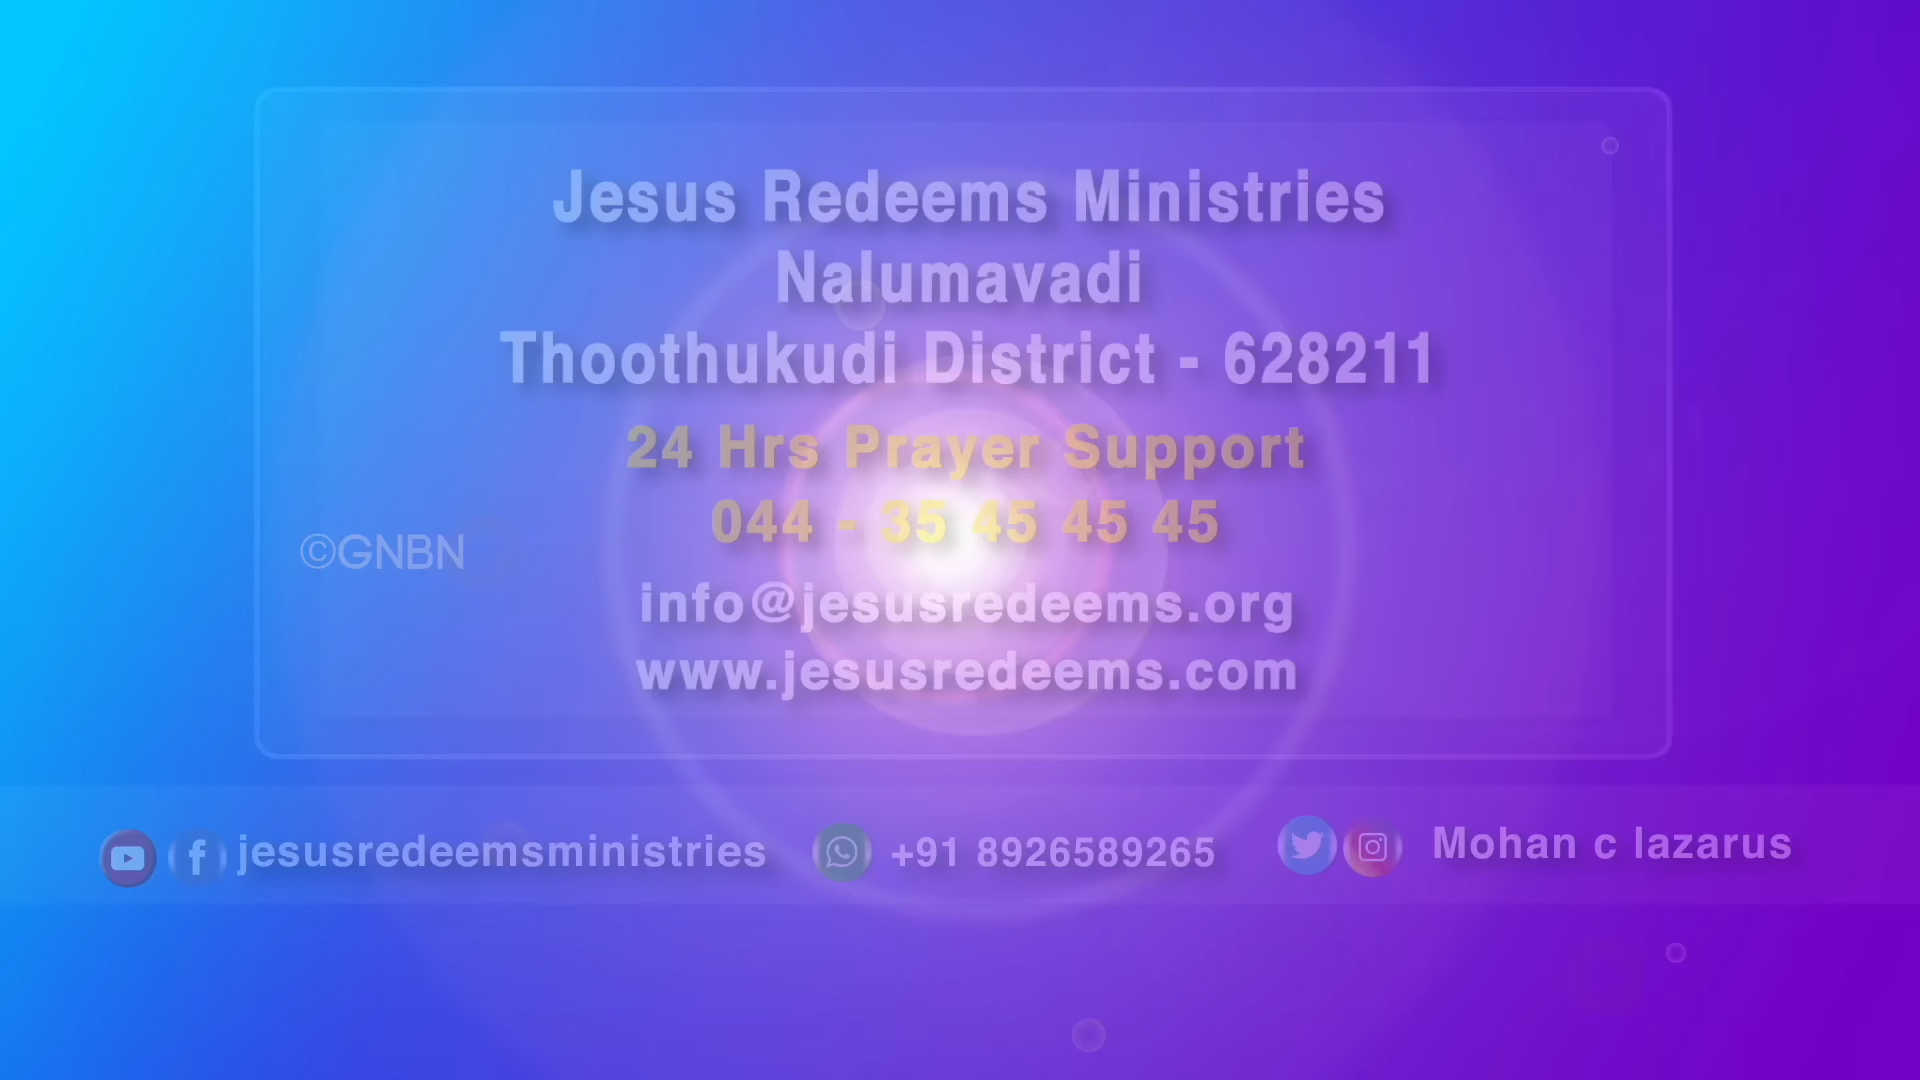 Jesus Redeems Ministries
Nalumavadi
Thoothukudi District - 628211
24 Hrs Prayer Support
044 - 35 45 45 45
©GNBN
info@jesusredeems.org
www.jesusredeems.com
jesusredeemsministries
+91 8926589265
Mohan c lazarus